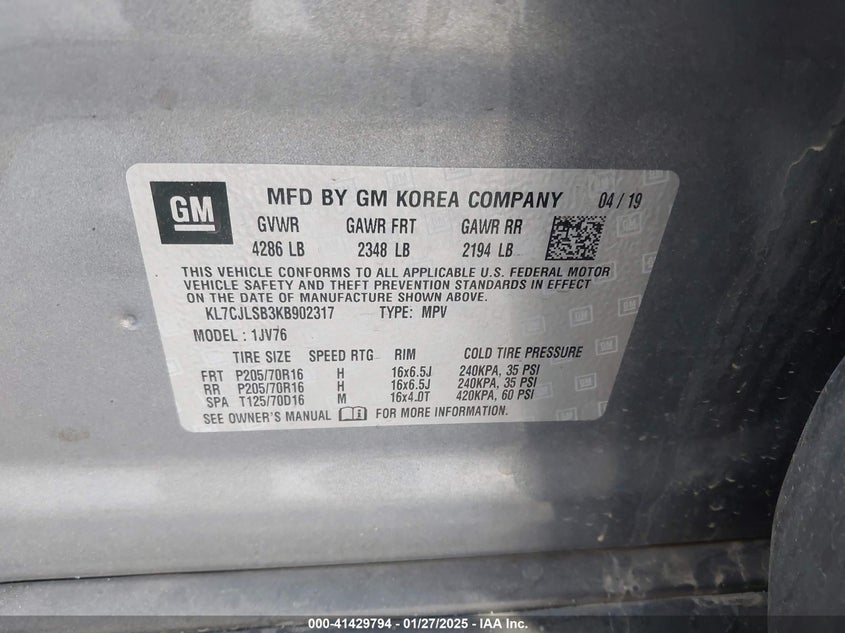 GM MFD BY GM KOREA COMPANY 04 / 19
GVWR GAWR FRT GAWR RR
4286 LB 2348 LB 2194 LB
THIS VEHICLE CONFORMS TO ALL APPLICABLE U.S. FEDERAL MOTOR
VEHICLE SAFETY AND THEFT PREVENTION STANDARDS IN EFFECT
ON THE DATE OF MANUFACTURE SHOWN ABOVE.
KL7CJLSB3KB902317 TYPE: MPV
MODEL : 1JV76
TIRE SIZE SPEED RTG RIM COLD TIRE PRESSURE
FRT P205/70R16 H 16x6.5J 240KPA, 35 PSI
RR P205/70R16 H 16x6.5J 240KPA, 35 PSI
SPA T125/70D16 M 16x4.0T 420KPA, 60 PSI
SEE OWNER'S MANUAL FOR MORE INFORMATION.
000-41429794 - 01/27/2025 - IAA Inc.